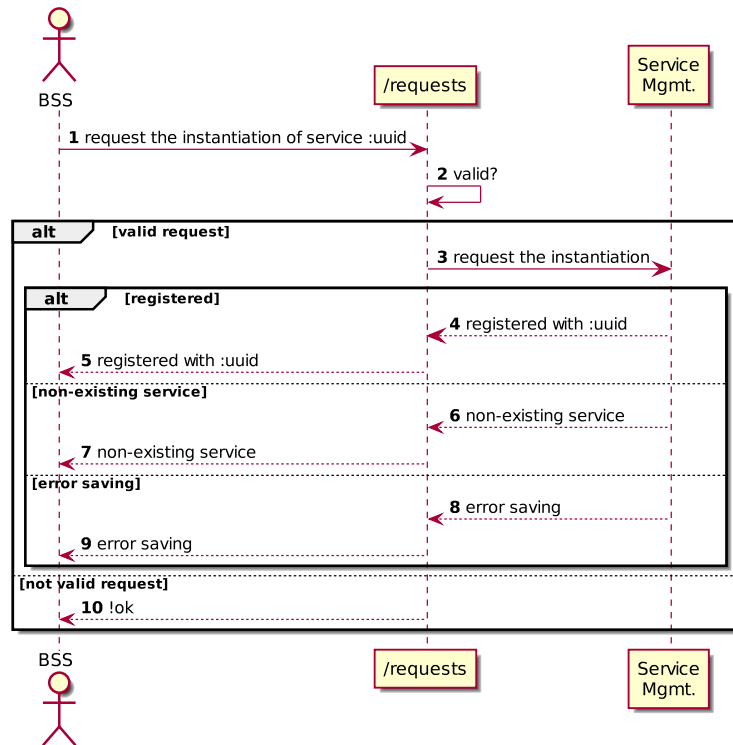 BSS
/requests
Service
Mgmt.
1 request the instantiation of service :uuid
2 valid?
alt [valid request]
3 request the instantiation
alt [registered]
4 registered with :uuid
5 registered with :uuid
[non-existing service]
6 non-existing service
7 non-existing service
[error saving]
8 error saving
9 error saving
[not valid request]
10 !ok
BSS
/requests
Service
Mgmt.